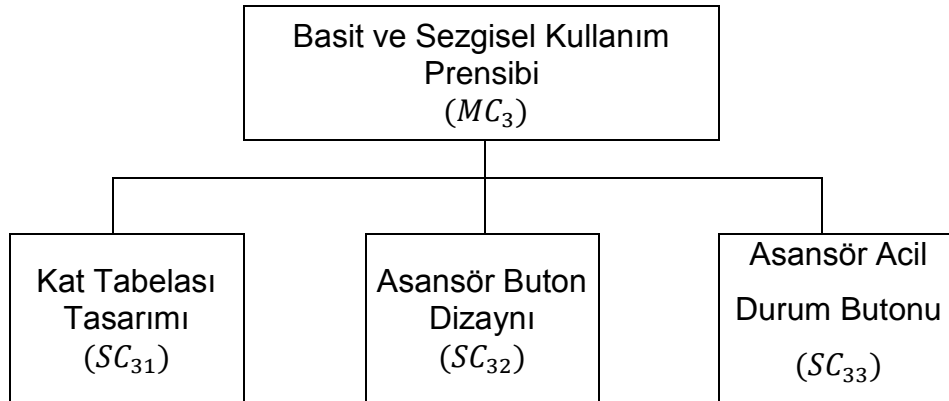 Basit ve Sezgisel Kullanım
Prensibi
(MC₃)
Kat Tabelası
Tasarımı
(SC₃₁)
Asansör Buton
Dizaynı
(SC₃₂)
Asansör Acil
Durum Butonu
(SC₃₃)